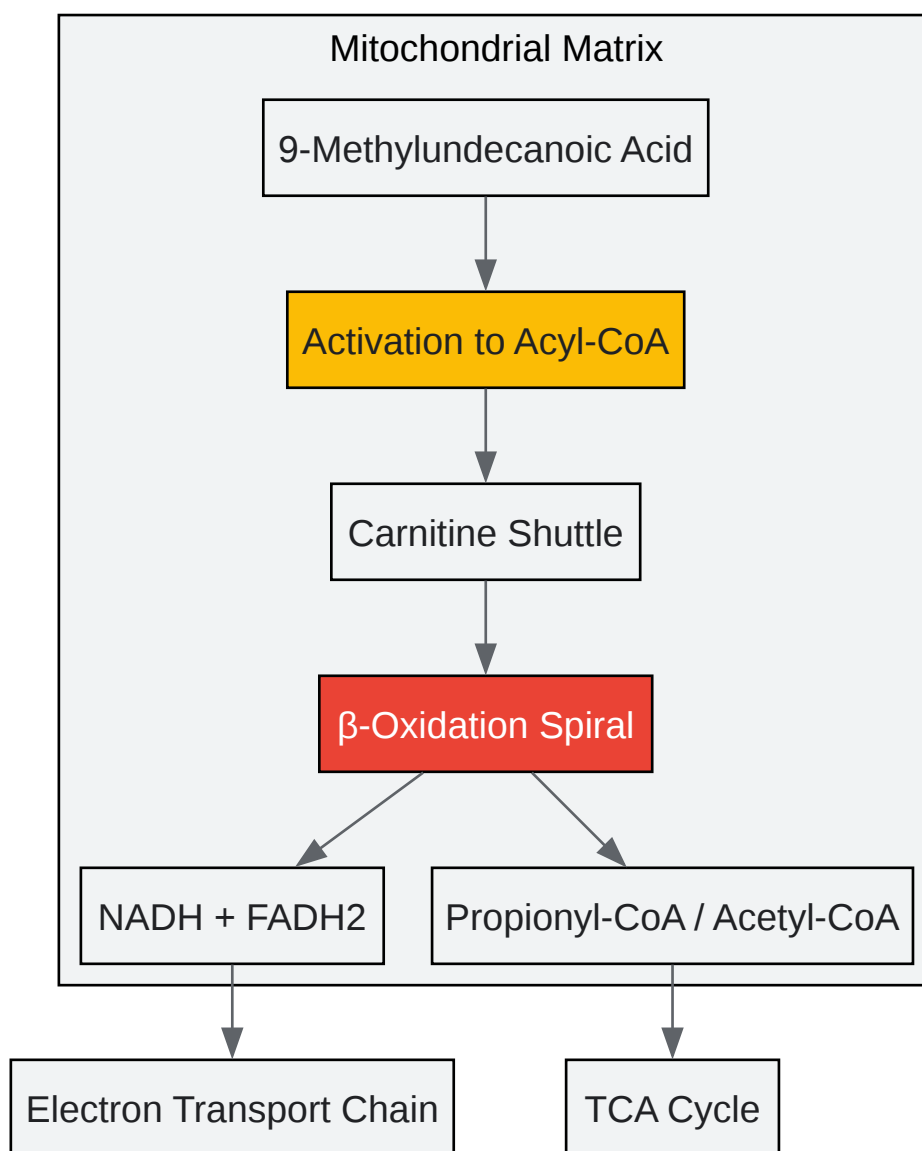 Mitochondrial Matrix
9-Methylundecanoic Acid
Activation to Acyl-CoA
Carnitine Shuttle
β-Oxidation Spiral
NADH + FADH2
Propionyl-CoA / Acetyl-CoA
Electron Transport Chain
TCA Cycle